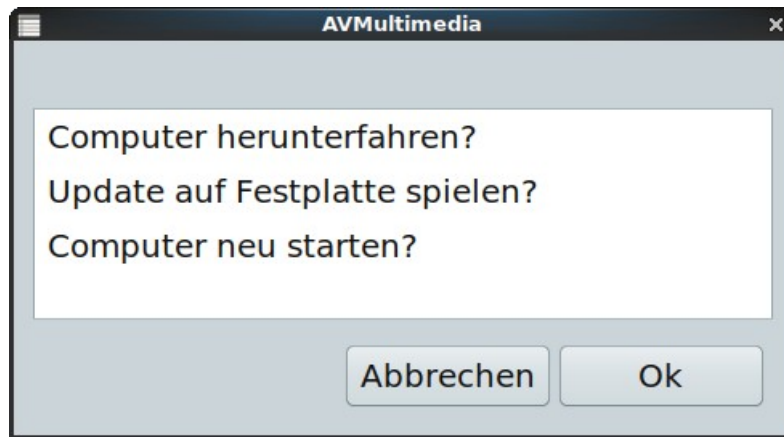 AVMultimedia
Computer herunterfahren?
Update auf Festplatte spielen?
Computer neu starten?
Abbrechen Ok